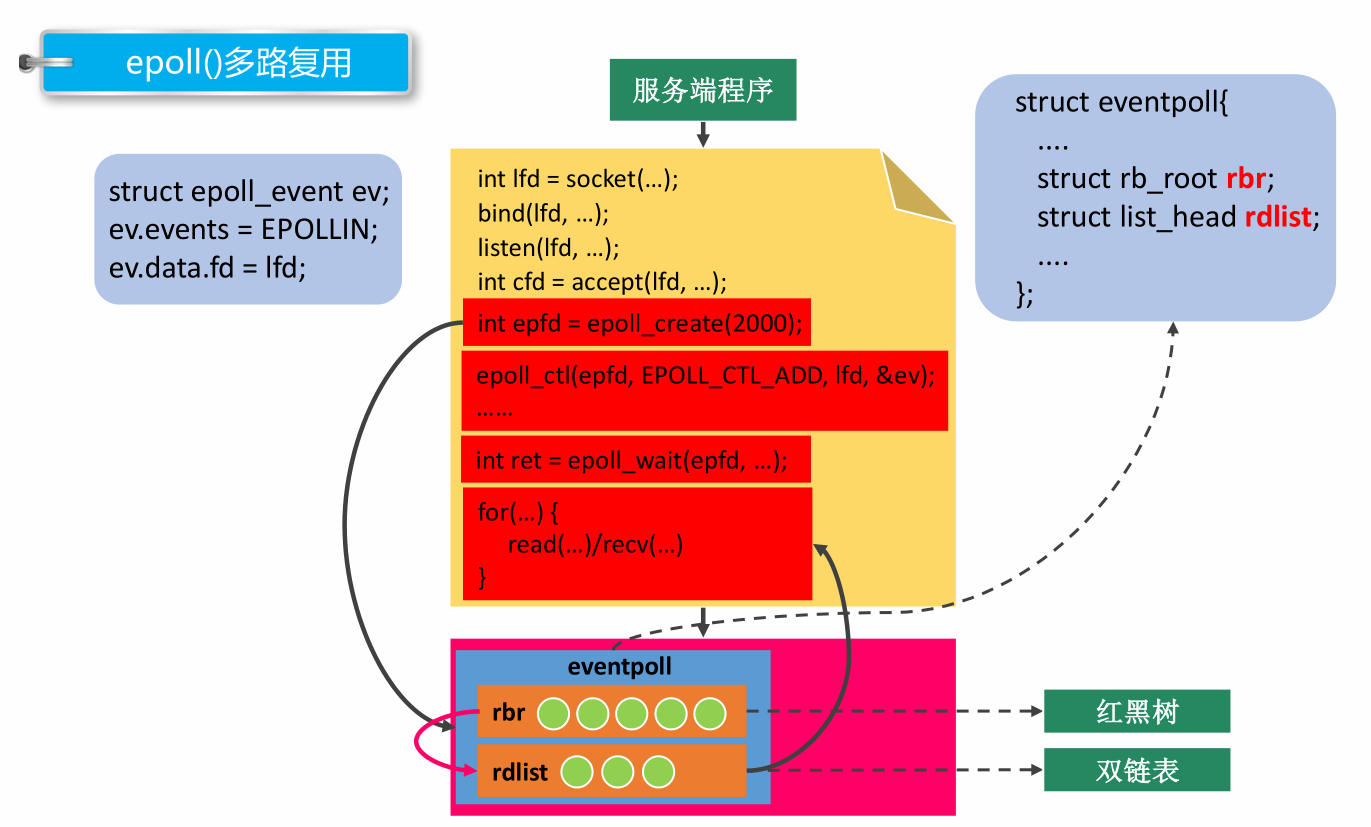 epoll()多路复用
服务端程序
struct epoll_event ev;
ev.events = EPOLLIN;
ev.data.fd = lfd;
int lfd = socket(…);
bind(lfd, …);
listen(lfd, …);
int cfd = accept(lfd, …);
int epfd = epoll_create(2000);
epoll_ctl(epfd, EPOLL_CTL_ADD, lfd, &ev);
……
int ret = epoll_wait(epfd, …);
for(…) {
read(…)/recv(…)
}
struct eventpoll{
....
struct rb_root rbr;
struct list_head rdlist;
....
};
eventpoll
rbr
rdlist
红黑树
双链表